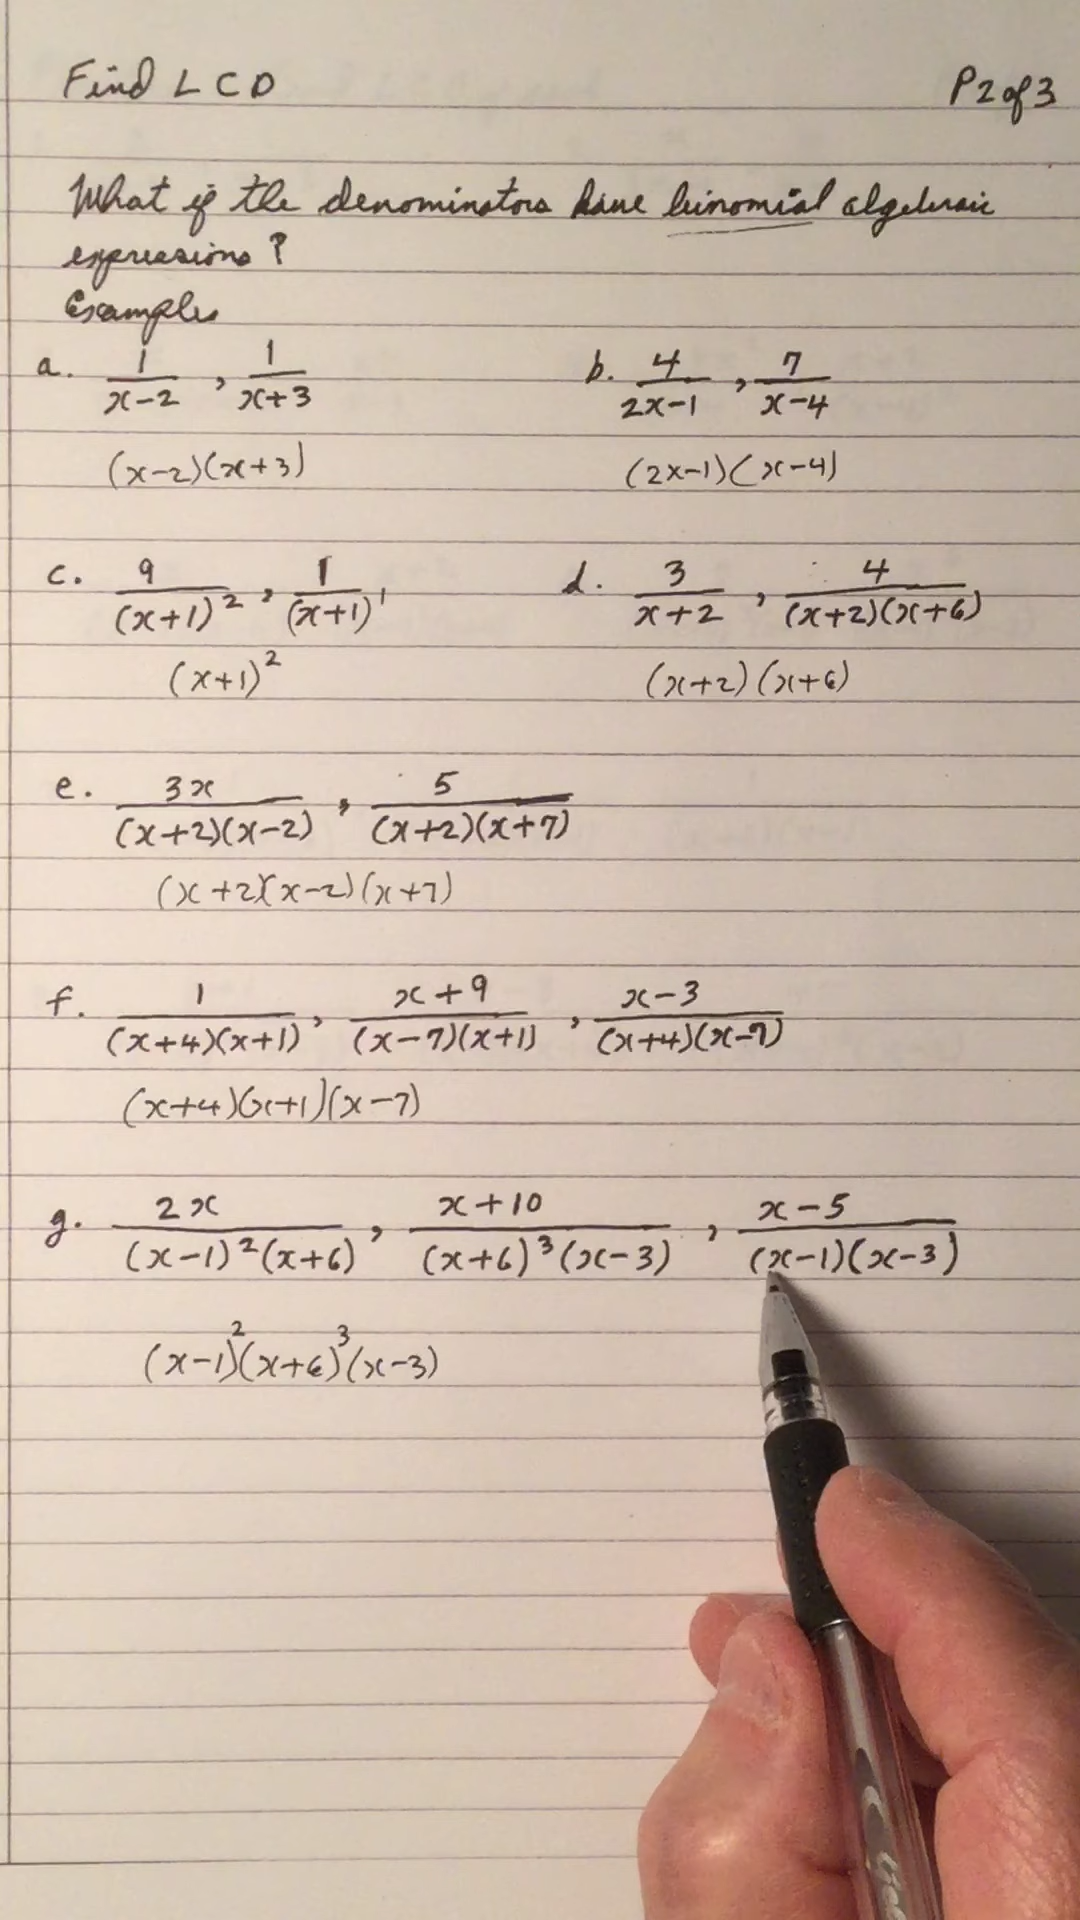 Find LCD P2 of 3
What if the denominators have binomial algebraic
expressions?
Examples
a. 1/(x-2) , 1/(x+3) b. 4/(2x-1) , 7/(x-4)
(x-2)(x+3) (2x-1)(x-4)
c. 9/(x+1)² , 1/(x+1)¹ d. 3/(x+2) , 4/((x+2)(x+6))
(x+1)² (x+2)(x+6)
e. 3x/((x+2)(x-2)) , 5/((x+2)(x+7))
(x+2)(x-2)(x+7)
f. 1/((x+4)(x+1)) , (x+9)/((x-7)(x+1)) , (x-3)/((x+4)(x-7))
(x+4)(x+1)(x-7)
g. 2x/((x-1)²(x+6)) , (x+10)/((x+6)³(x-3)) , (x-5)/((x-1)(x-3))
(x-1)²(x+6)³(x-3)